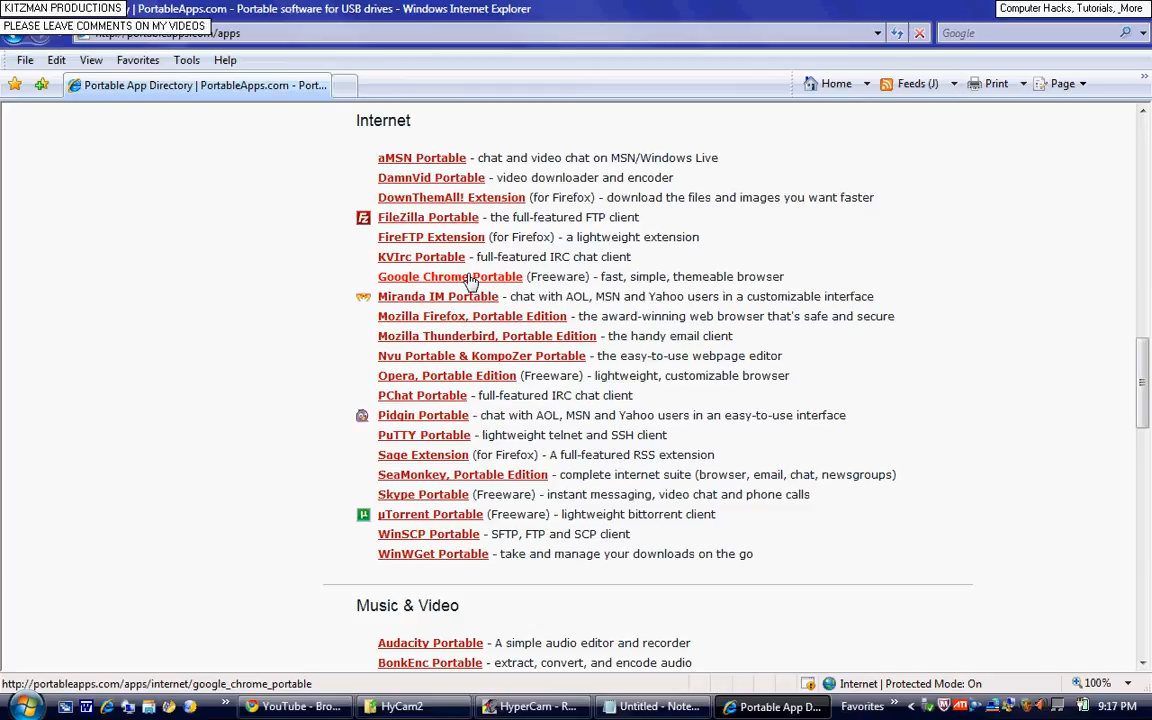 KITZMAN PRODUCTIONS
/ | PortableApps.com - Portable software for USB drives - Windows Internet Explorer
Computer Hacks, Tutorials, ,More
PLEASE LEAVE COMMENTS ON MY VIDEOS
http://portableapps.com/apps
Google
File Edit View Favorites Tools Help
Portable App Directory | PortableApps.com - Port...
Home Feeds (J) Print Page
Internet
aMSN Portable - chat and video chat on MSN/Windows Live
DamnVid Portable - video downloader and encoder
DownThemAll! Extension (for Firefox) - download the files and images you want faster
FileZilla Portable - the full-featured FTP client
FireFTP Extension (for Firefox) - a lightweight extension
KVIrc Portable - full-featured IRC chat client
Google Chrome Portable (Freeware) - fast, simple, themeable browser
Miranda IM Portable - chat with AOL, MSN and Yahoo users in a customizable interface
Mozilla Firefox, Portable Edition - the award-winning web browser that's safe and secure
Mozilla Thunderbird, Portable Edition - the handy email client
Nvu Portable & KompoZer Portable - the easy-to-use webpage editor
Opera, Portable Edition (Freeware) - lightweight, customizable browser
PChat Portable - full-featured IRC chat client
Pidgin Portable - chat with AOL, MSN and Yahoo users in an easy-to-use interface
PuTTY Portable - lightweight telnet and SSH client
Sage Extension (for Firefox) - A full-featured RSS extension
SeaMonkey, Portable Edition - complete internet suite (browser, email, chat, newsgroups)
Skype Portable (Freeware) - instant messaging, video chat and phone calls
µTorrent Portable (Freeware) - lightweight bittorrent client
WinSCP Portable - SFTP, FTP and SCP client
WinWGet Portable - take and manage your downloads on the go
Music & Video
Audacity Portable - A simple audio editor and recorder
BonkEnc Portable - extract, convert, and encode audio
http://portableapps.com/apps/internet/google_chrome_portable
Internet | Protected Mode: On
100%
YouTube - Bro...
HyCam2
HyperCam - R...
Untitled - Note...
Portable App D...
Favorites
9:17 PM